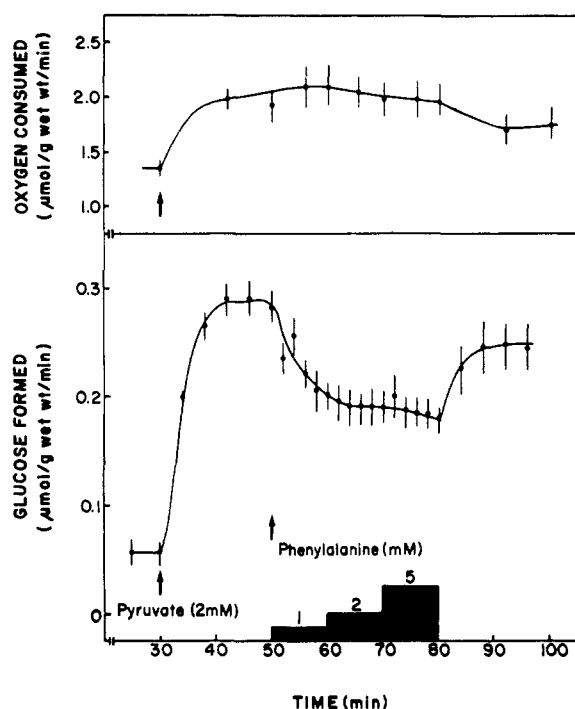 OXYGEN CONSUMED
(μmol/g wet wt/min)
2.5
2.0
1.5
1.0
GLUCOSE FORMED
(μmol/g wet wt/min)
0.3
0.2
0.1
0
Phenylalanine (mM)
5
2
1
Pyruvate (2mM)
30 40 50 60 70 80 90 100
TIME (min)